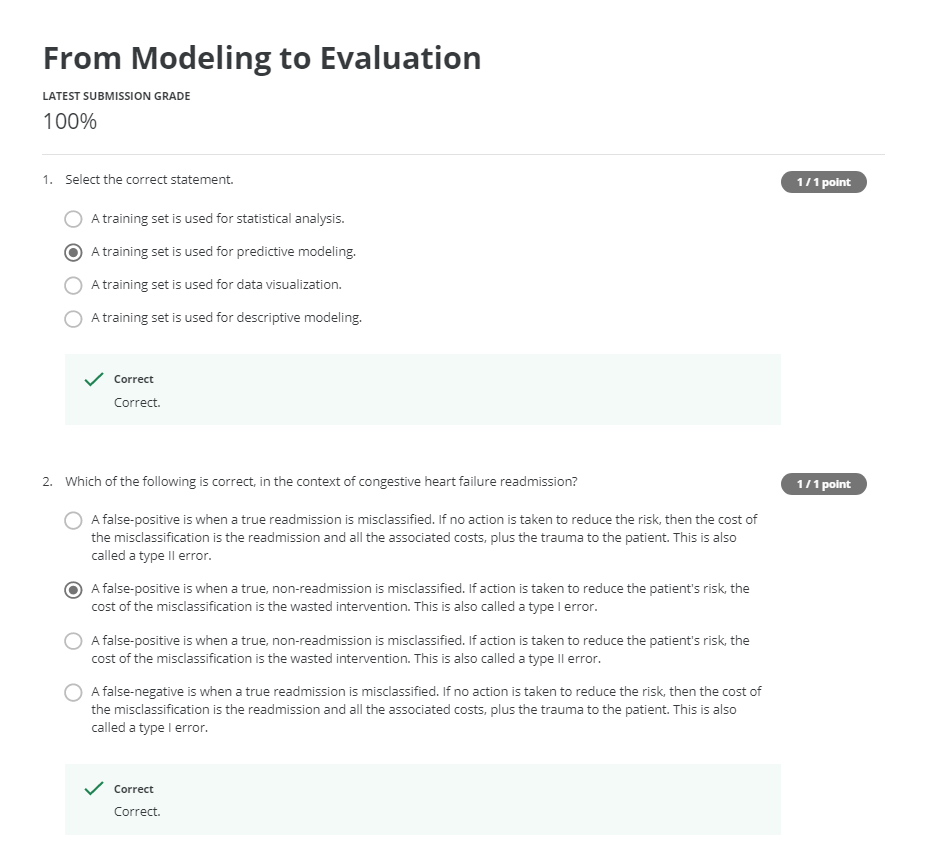 From Modeling to Evaluation
LATEST SUBMISSION GRADE
100%
1. Select the correct statement.
1 / 1 point
A training set is used for statistical analysis.
A training set is used for predictive modeling.
A training set is used for data visualization.
A training set is used for descriptive modeling.
Correct
Correct.
2. Which of the following is correct, in the context of congestive heart failure readmission?
1 / 1 point
A false-positive is when a true readmission is misclassified. If no action is taken to reduce the risk, then the cost of
the misclassification is the readmission and all the associated costs, plus the trauma to the patient. This is also
called a type II error.
A false-positive is when a true, non-readmission is misclassified. If action is taken to reduce the patient's risk, the
cost of the misclassification is the wasted intervention. This is also called a type I error.
A false-positive is when a true, non-readmission is misclassified. If action is taken to reduce the patient's risk, the
cost of the misclassification is the wasted intervention. This is also called a type II error.
A false-negative is when a true readmission is misclassified. If no action is taken to reduce the risk, then the cost of
the misclassification is the readmission and all the associated costs, plus the trauma to the patient. This is also
called a type I error.
Correct
Correct.